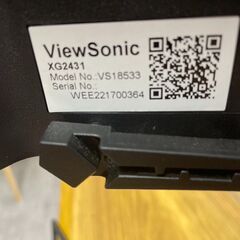 ViewSonic
XG2431
Model No.:VS18533
Serial No.:
WEE221700364